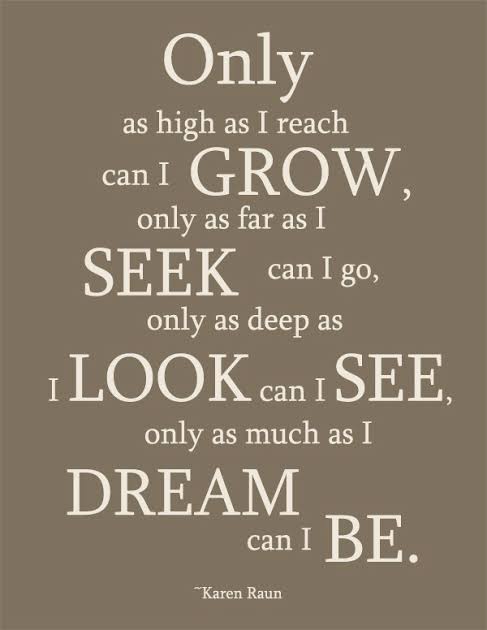 Only
as high as I reach
can I GROW,
only as far as I
SEEK can I go,
only as deep as
I LOOK can I SEE,
only as much as I
DREAM
can I BE.
~Karen Raun